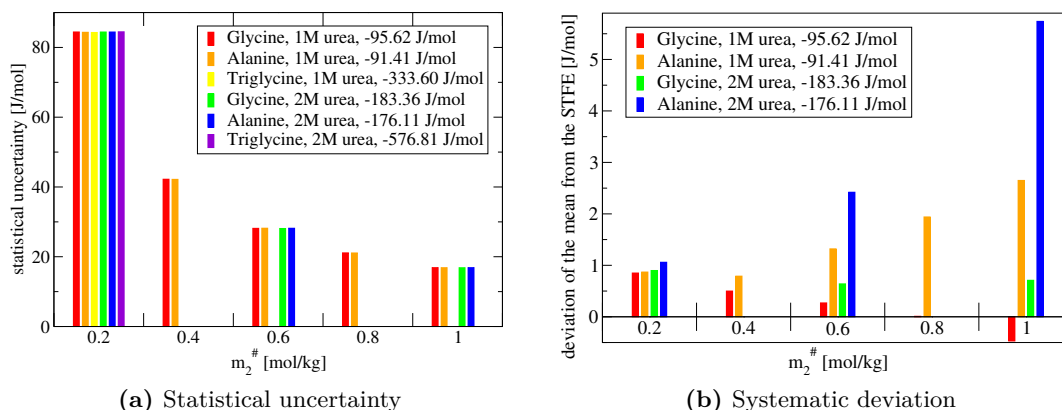 Glycine, 1M urea, -95.62 J/mol
Alanine, 1M urea, -91.41 J/mol
Triglycine, 1M urea, -333.60 J/mol
Glycine, 2M urea, -183.36 J/mol
Alanine, 2M urea, -176.11 J/mol
Triglycine, 2M urea, -576.81 J/mol
statistical uncertainty [J/mol]
80
60
40
20
0
0.2 0.4 0.6 0.8 1
m₂^# [mol/kg]
(a) Statistical uncertainty
Glycine, 1M urea, -95.62 J/mol
Alanine, 1M urea, -91.41 J/mol
Glycine, 2M urea, -183.36 J/mol
Alanine, 2M urea, -176.11 J/mol
deviation of the mean from the STFE [J/mol]
5
4
3
2
1
0
0.2 0.4 0.6 0.8 1
m₂^# [mol/kg]
(b) Systematic deviation